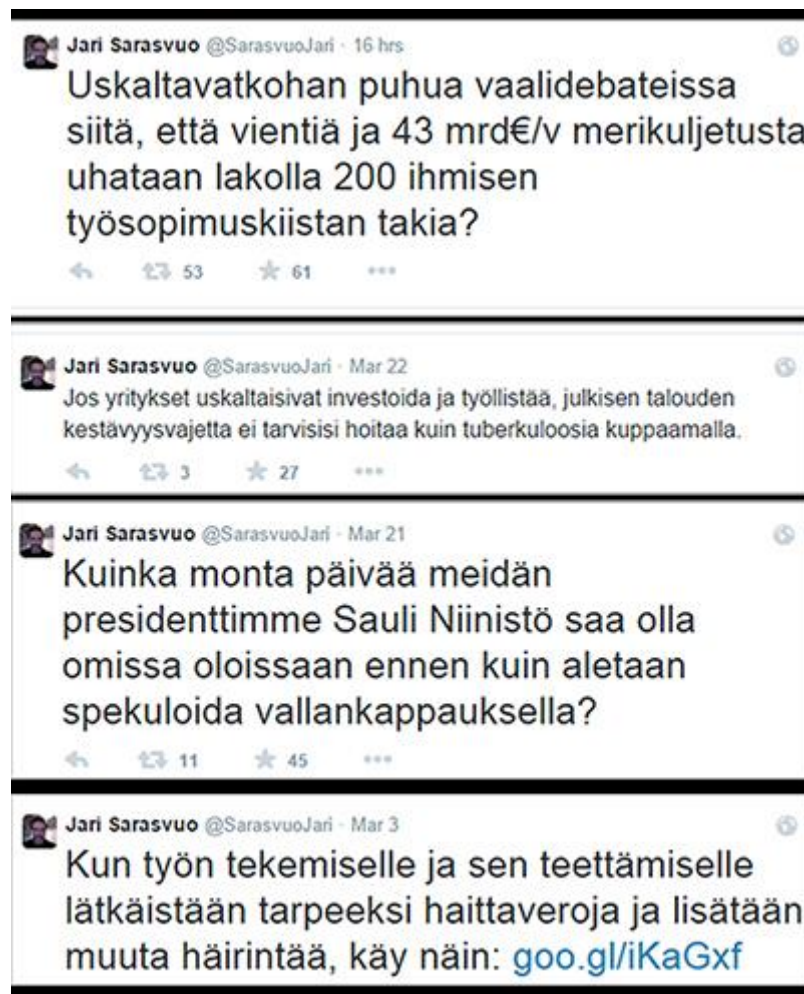 Jari Sarasvuo @SarasvuoJari · 16 hrs
Uskaltavatkohan puhua vaalidebateissa
siitä, että vientiä ja 43 mrd€/v merikuljetusta
uhataan lakolla 200 ihmisen
työsopimuskiistan takia?
53 61
Jari Sarasvuo @SarasvuoJari · Mar 22
Jos yritykset uskaltaisivat investoida ja työllistää, julkisen talouden
kestävyysvajetta ei tarvisisi hoitaa kuin tuberkuloosia kuppaamalla.
3 27
Jari Sarasvuo @SarasvuoJari · Mar 21
Kuinka monta päivää meidän
presidenttimme Sauli Niinistö saa olla
omissa oloissaan ennen kuin aletaan
spekuloida vallankappauksella?
11 45
Jari Sarasvuo @SarasvuoJari · Mar 3
Kun työn tekemiselle ja sen teettämiselle
lätkäistään tarpeeksi haittaveroja ja lisätään
muuta häirintää, käy näin: goo.gl/iKaGxf